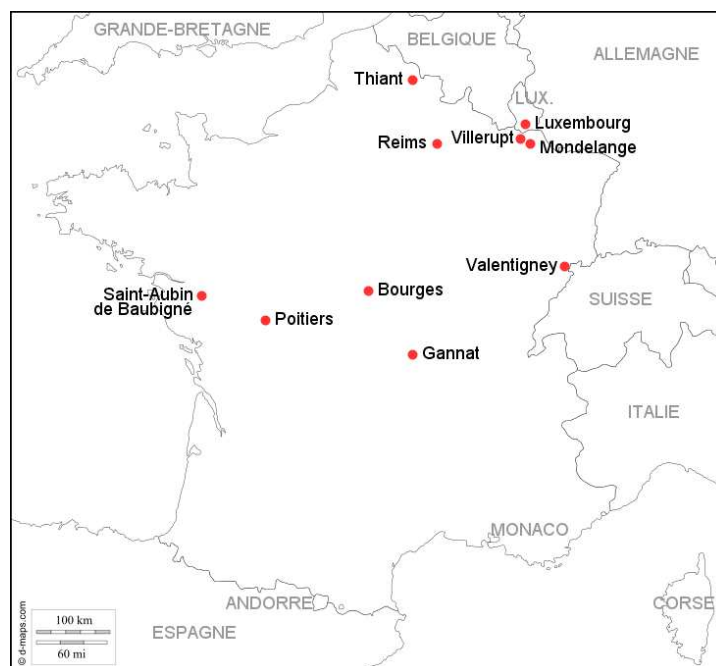 GRANDE-BRETAGNE
BELGIQUE
ALLEMAGNE
Thiant
LUX.
Luxembourg
Villerupt
Reims
Mondelange
Valentigney
Bourges
Saint-Aubin
de Baubigné
SUISSE
Poitiers
Gannat
ITALIE
MONACO
ANDORRE
CORSE
ESPAGNE
100 km
60 mi
© d-maps.com